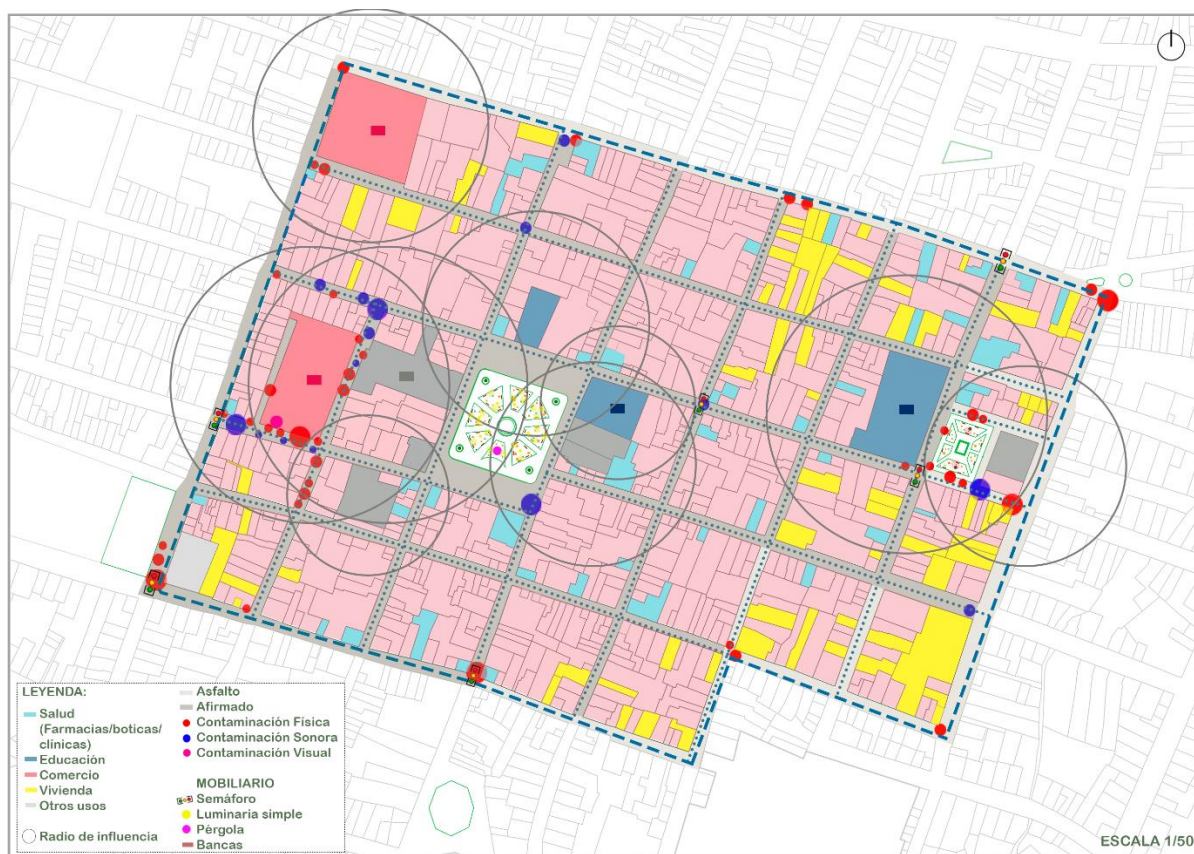 LEYENDA:
Salud
(Farmacias/boticas/
clínicas)
Educación
Comercio
Vivienda
Otros usos
Radio de influencia
Asfalto
Afirmado
Contaminación Física
Contaminación Sonora
Contaminación Visual
MOBILIARIO
Semáforo
Luminaria simple
Pérgola
Bancas
ESCALA 1/50